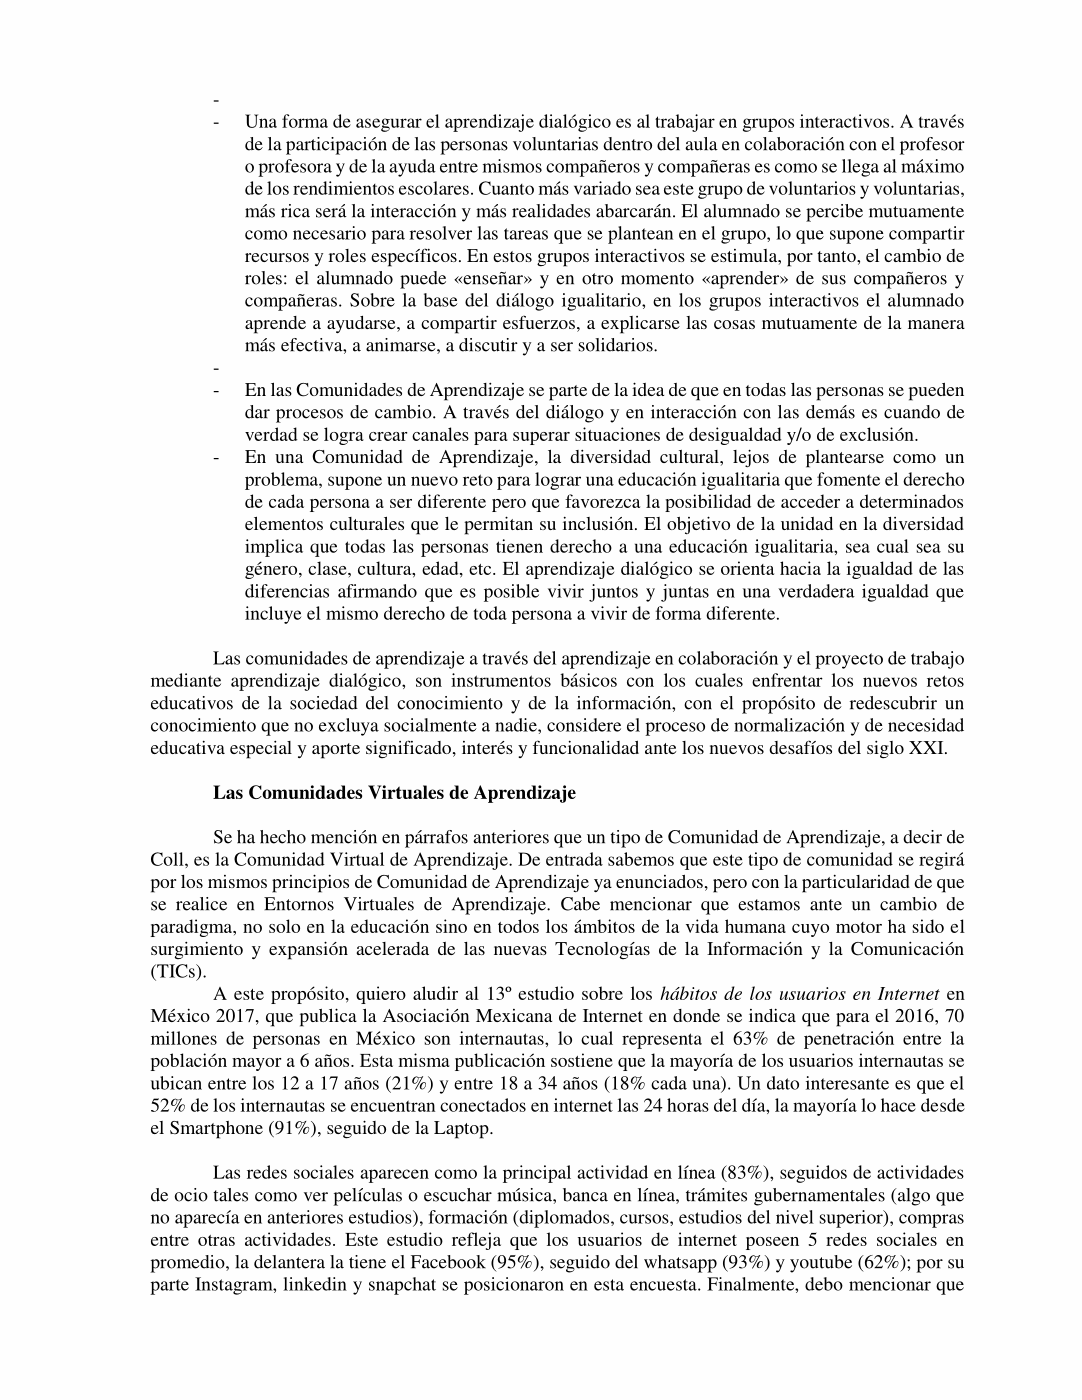 -
- Una forma de asegurar el aprendizaje dialógico es al trabajar en grupos interactivos. A través
de la participación de las personas voluntarias dentro del aula en colaboración con el profesor
o profesora y de la ayuda entre mismos compañeros y compañeras es como se llega al máximo
de los rendimientos escolares. Cuanto más variado sea este grupo de voluntarios y voluntarias,
más rica será la interacción y más realidades abarcarán. El alumnado se percibe mutuamente
como necesario para resolver las tareas que se plantean en el grupo, lo que supone compartir
recursos y roles específicos. En estos grupos interactivos se estimula, por tanto, el cambio de
roles: el alumnado puede «enseñar» y en otro momento «aprender» de sus compañeros y
compañeras. Sobre la base del diálogo igualitario, en los grupos interactivos el alumnado
aprende a ayudarse, a compartir esfuerzos, a explicarse las cosas mutuamente de la manera
más efectiva, a animarse, a discutir y a ser solidarios.
-
- En las Comunidades de Aprendizaje se parte de la idea de que en todas las personas se pueden
dar procesos de cambio. A través del diálogo y en interacción con las demás es cuando de
verdad se logra crear canales para superar situaciones de desigualdad y/o de exclusión.
- En una Comunidad de Aprendizaje, la diversidad cultural, lejos de plantearse como un
problema, supone un nuevo reto para lograr una educación igualitaria que fomente el derecho
de cada persona a ser diferente pero que favorezca la posibilidad de acceder a determinados
elementos culturales que le permitan su inclusión. El objetivo de la unidad en la diversidad
implica que todas las personas tienen derecho a una educación igualitaria, sea cual sea su
género, clase, cultura, edad, etc. El aprendizaje dialógico se orienta hacia la igualdad de las
diferencias afirmando que es posible vivir juntos y juntas en una verdadera igualdad que
incluye el mismo derecho de toda persona a vivir de forma diferente.
Las comunidades de aprendizaje a través del aprendizaje en colaboración y el proyecto de trabajo
mediante aprendizaje dialógico, son instrumentos básicos con los cuales enfrentar los nuevos retos
educativos de la sociedad del conocimiento y de la información, con el propósito de redescubrir un
conocimiento que no excluya socialmente a nadie, considere el proceso de normalización y de necesidad
educativa especial y aporte significado, interés y funcionalidad ante los nuevos desafíos del siglo XXI.
Las Comunidades Virtuales de Aprendizaje
Se ha hecho mención en párrafos anteriores que un tipo de Comunidad de Aprendizaje, a decir de
Coll, es la Comunidad Virtual de Aprendizaje. De entrada sabemos que este tipo de comunidad se regirá
por los mismos principios de Comunidad de Aprendizaje ya enunciados, pero con la particularidad de que
se realice en Entornos Virtuales de Aprendizaje. Cabe mencionar que estamos ante un cambio de
paradigma, no solo en la educación sino en todos los ámbitos de la vida humana cuyo motor ha sido el
surgimiento y expansión acelerada de las nuevas Tecnologías de la Información y la Comunicación
(TICs).
A este propósito, quiero aludir al 13º estudio sobre los hábitos de los usuarios en Internet en
México 2017, que publica la Asociación Mexicana de Internet en donde se indica que para el 2016, 70
millones de personas en México son internautas, lo cual representa el 63% de penetración entre la
población mayor a 6 años. Esta misma publicación sostiene que la mayoría de los usuarios internautas se
ubican entre los 12 a 17 años (21%) y entre 18 a 34 años (18% cada una). Un dato interesante es que el
52% de los internautas se encuentran conectados en internet las 24 horas del día, la mayoría lo hace desde
el Smartphone (91%), seguido de la Laptop.
Las redes sociales aparecen como la principal actividad en línea (83%), seguidos de actividades
de ocio tales como ver películas o escuchar música, banca en línea, trámites gubernamentales (algo que
no aparecía en anteriores estudios), formación (diplomados, cursos, estudios del nivel superior), compras
entre otras actividades. Este estudio refleja que los usuarios de internet poseen 5 redes sociales en
promedio, la delantera la tiene el Facebook (95%), seguido del whatsapp (93%) y youtube (62%); por su
parte Instagram, linkedin y snapchat se posicionaron en esta encuesta. Finalmente, debo mencionar que